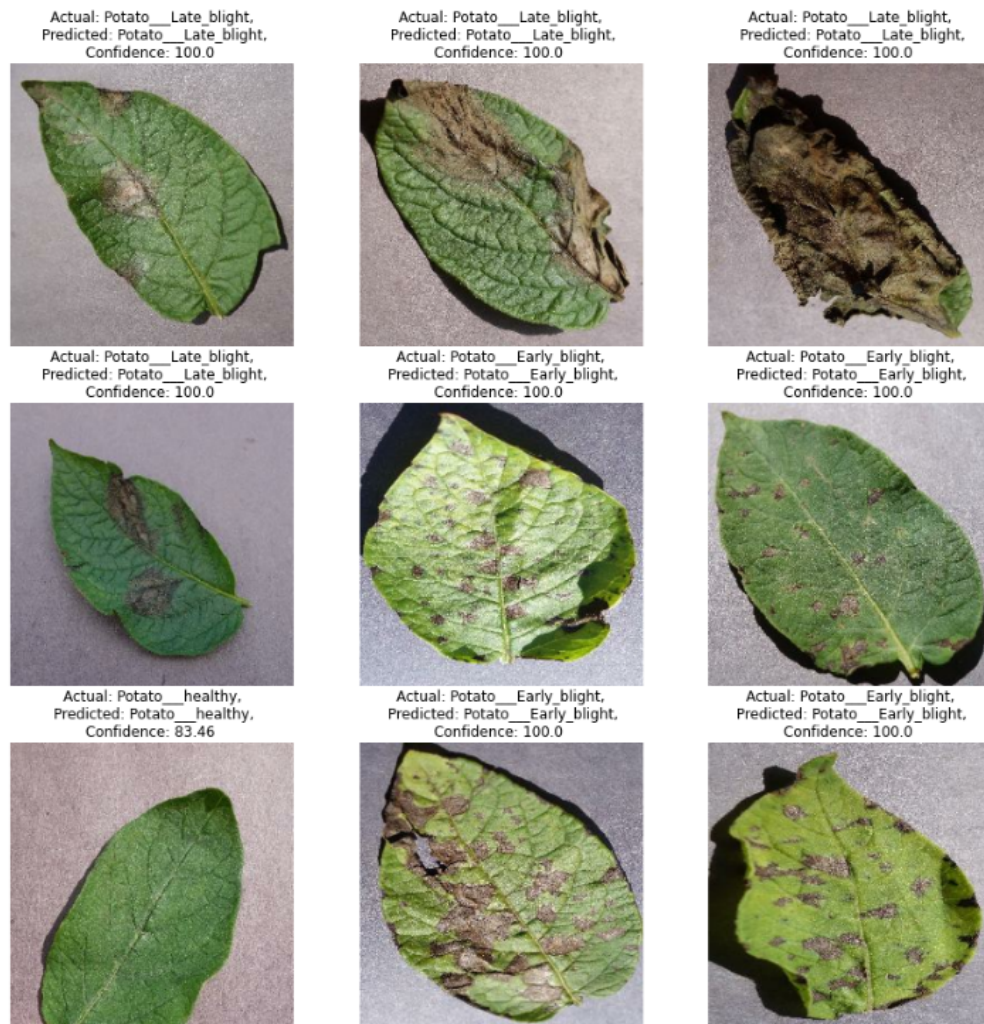 Actual: Potato___Late_blight,
Predicted: Potato___Late_blight,
Confidence: 100.0
Actual: Potato___Late_blight,
Predicted: Potato___Late_blight,
Confidence: 100.0
Actual: Potato___Late_blight,
Predicted: Potato___Late_blight,
Confidence: 100.0
Actual: Potato___Late_blight,
Predicted: Potato___Late_blight,
Confidence: 100.0
Actual: Potato___Early_blight,
Predicted: Potato___Early_blight,
Confidence: 100.0
Actual: Potato___Early_blight,
Predicted: Potato___Early_blight,
Confidence: 100.0
Actual: Potato___healthy,
Predicted: Potato___healthy,
Confidence: 83.46
Actual: Potato___Early_blight,
Predicted: Potato___Early_blight,
Confidence: 100.0
Actual: Potato___Early_blight,
Predicted: Potato___Early_blight,
Confidence: 100.0